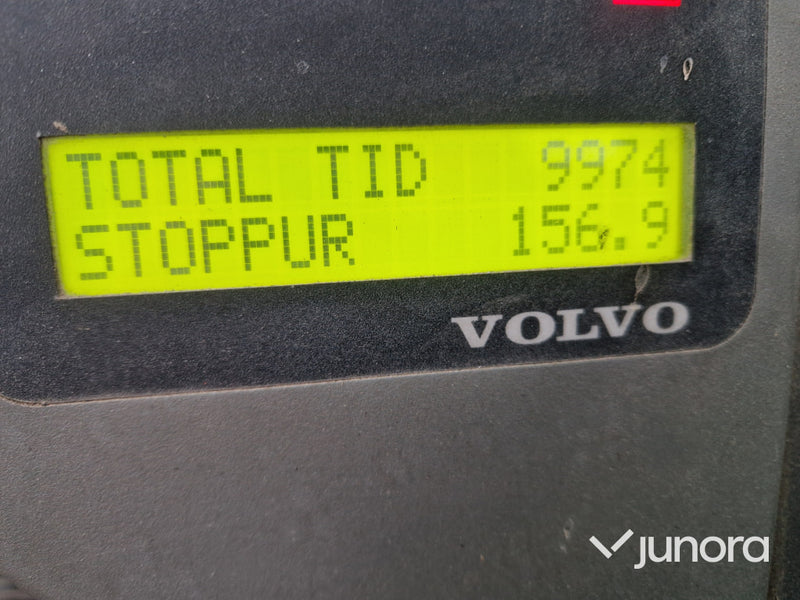 TOTAL TID 9974
STOPPUR 156.9
VOLVO
junora